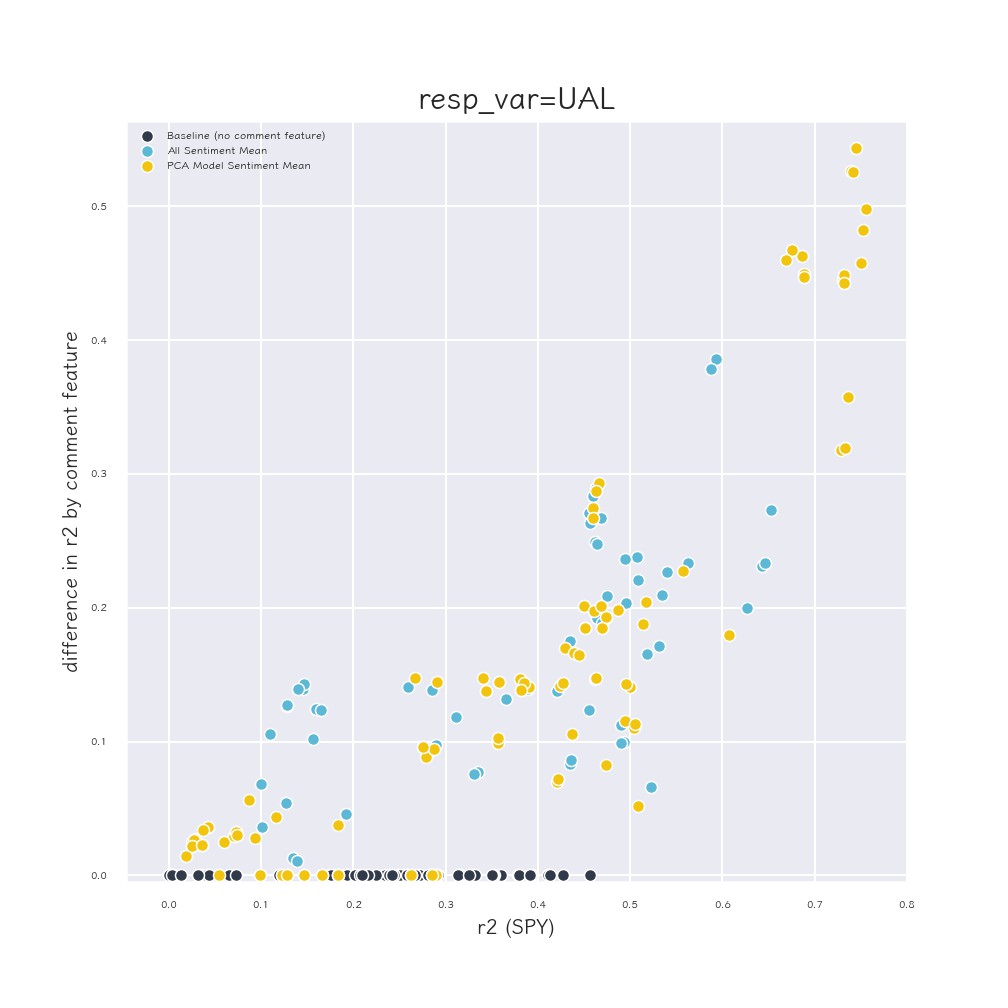 resp_var=UAL
Baseline (no comment feature)
All Sentiment Mean
PCA Model Sentiment Mean
difference in r2 by comment feature
0.5
0.4
0.3
0.2
0.1
0.0
0.0 0.1 0.2 0.3 0.4 0.5 0.6 0.7 0.8
r2 (SPY)